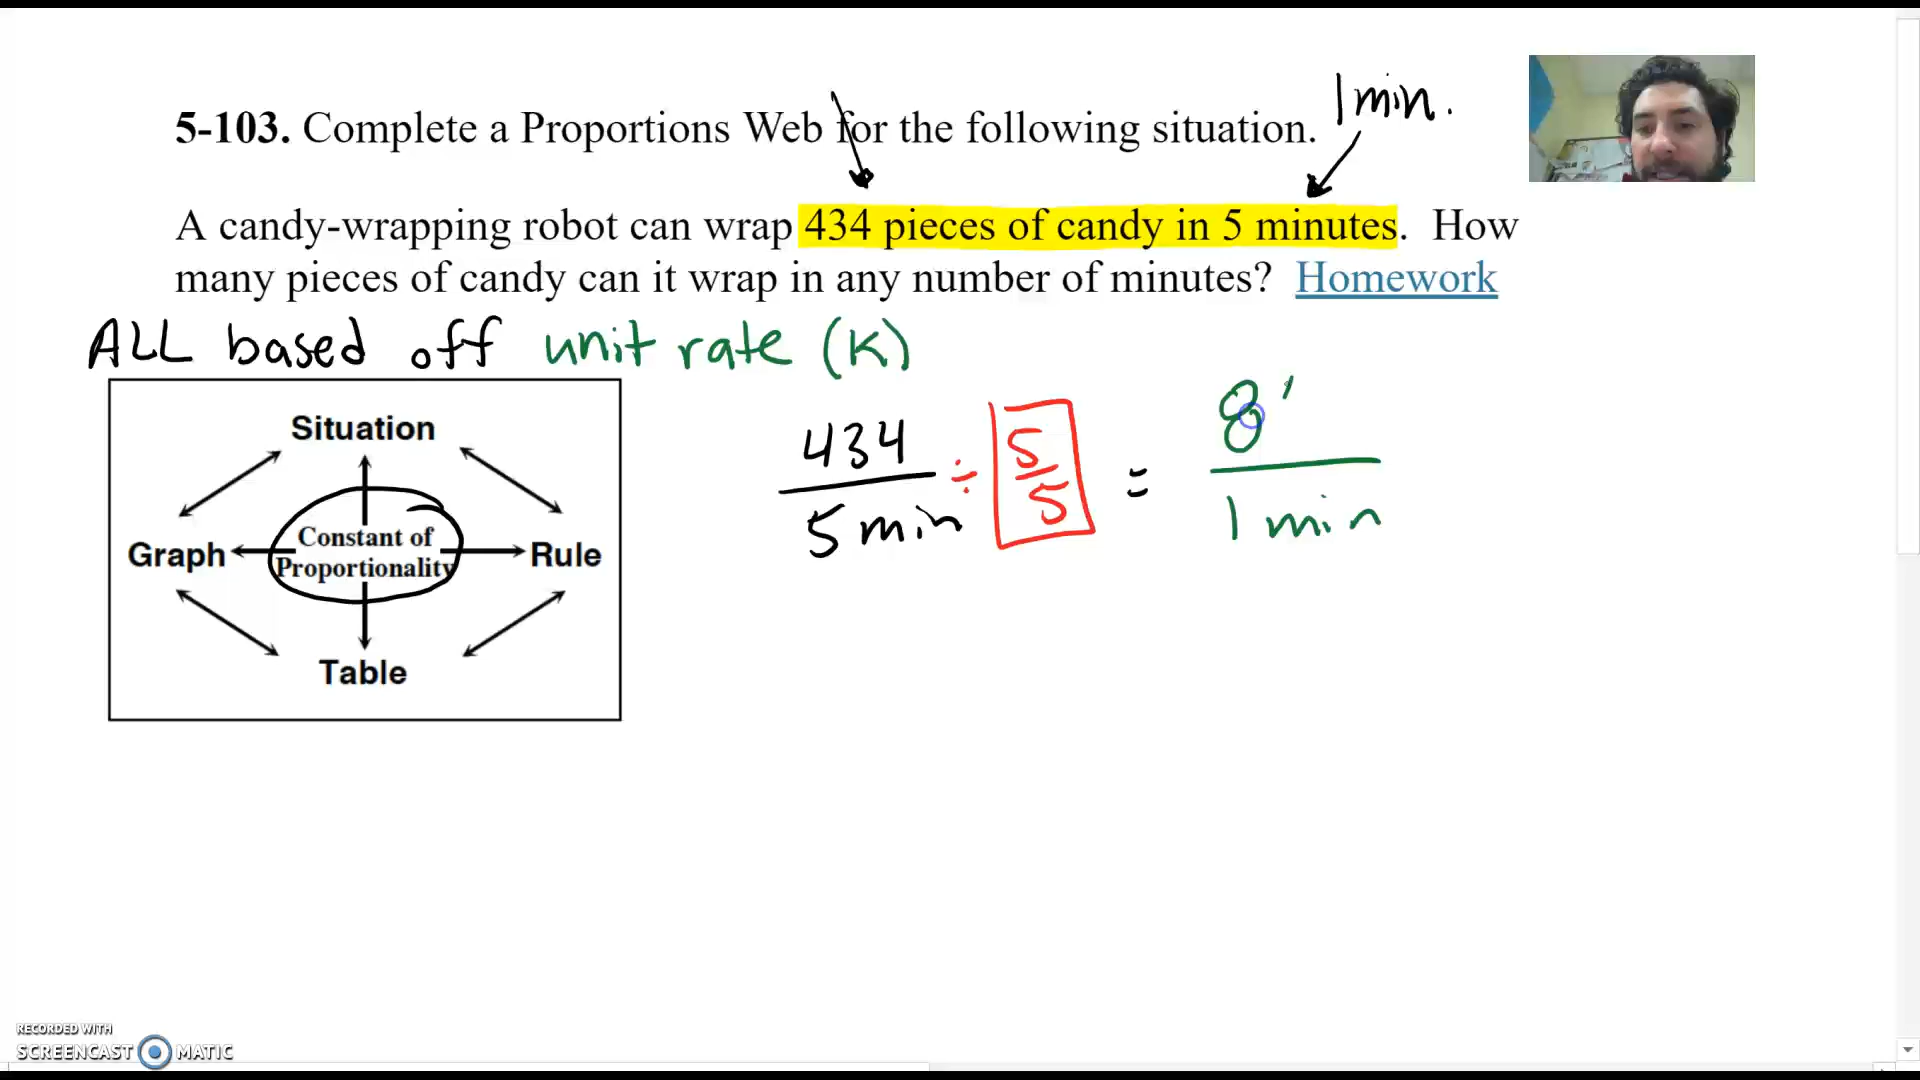 1 min.
5-103. Complete a Proportions Web for the following situation.
A candy-wrapping robot can wrap 434 pieces of candy in 5 minutes. How
many pieces of candy can it wrap in any number of minutes? Homework
ALL based off unit rate (K)
Situation
Graph
Constant of
Proportionality
Rule
Table
434
5 min
÷
5
5
=
8
1 min
RECORDED WITH
SCREENCAST MATIC